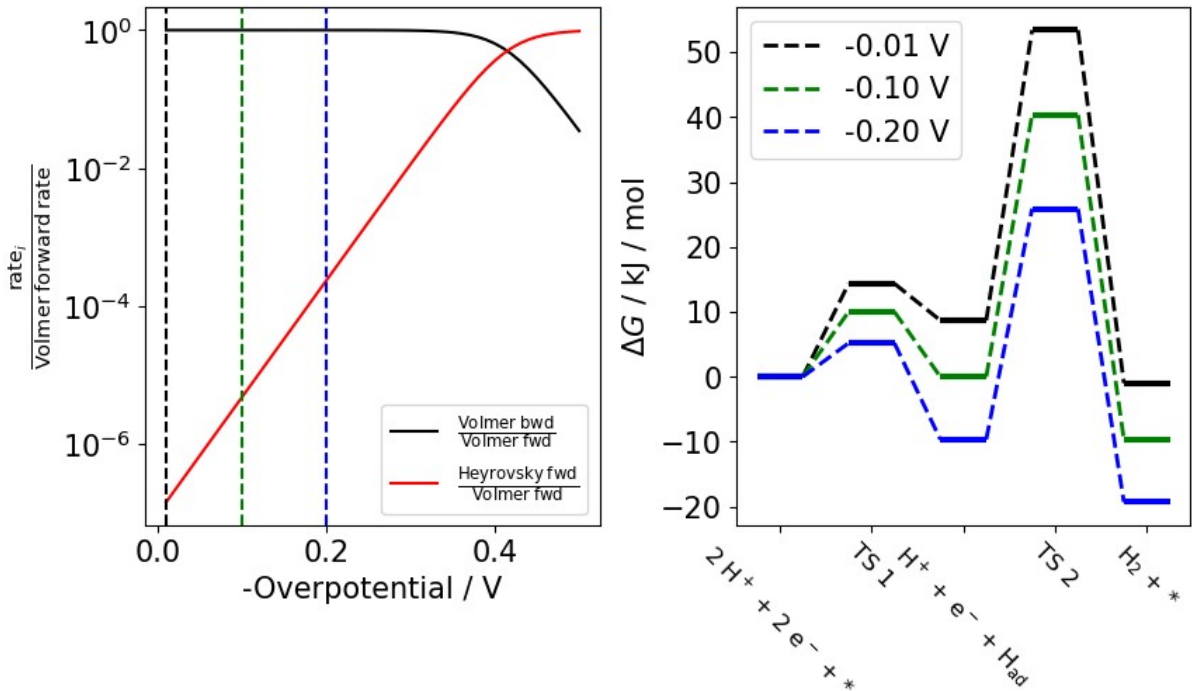 rate_i
Volmer forward rate
10^0
10^−2
10^−4
10^−6
0.0
0.2
0.4
-Overpotential / V
Volmer bwd
Volmer fwd
Heyrovsky fwd
Volmer fwd
ΔG / kJ / mol
50
40
30
20
10
0
−10
−20
-0.01 V
-0.10 V
-0.20 V
2 H⁺ + 2 e⁻ + *
TS 1
H⁺ + e⁻ + H_ad
TS 2
H₂ + *